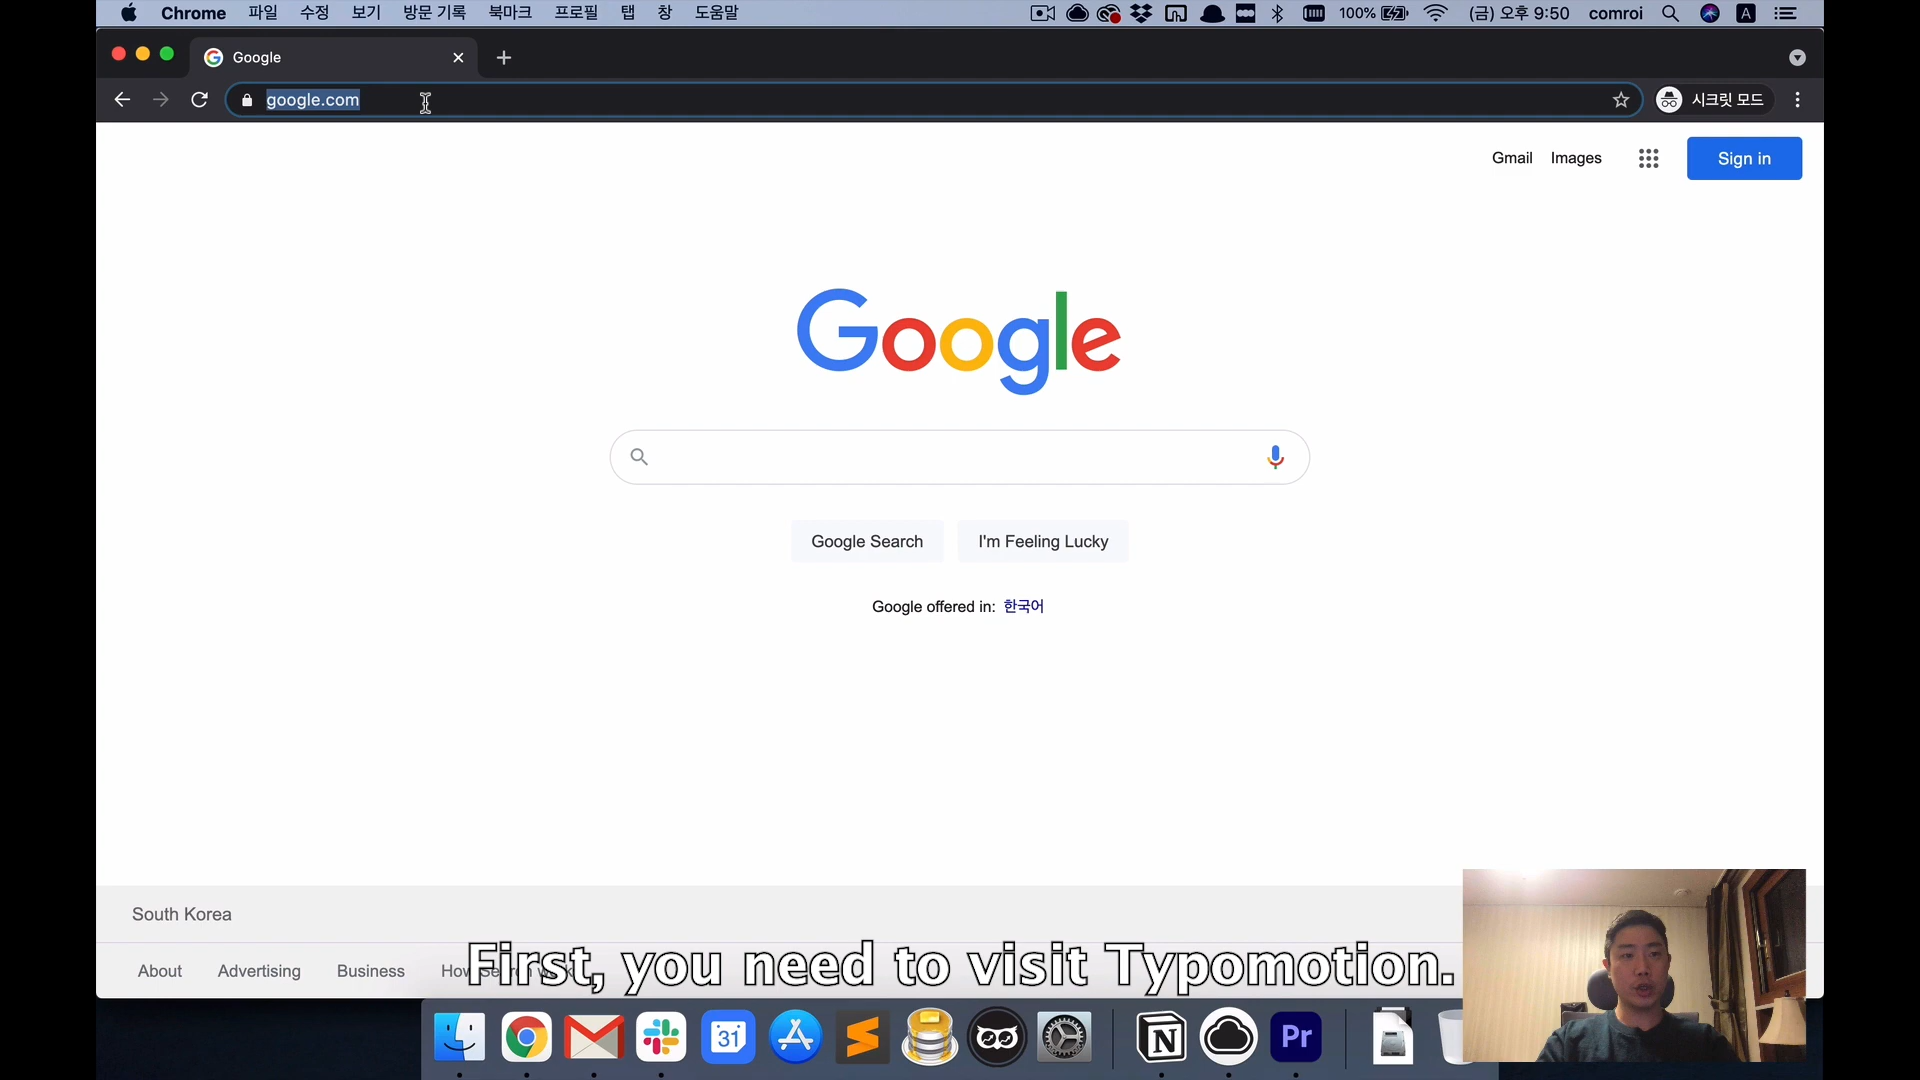 Chrome 파일 수정 보기 방문 기록 북마크 프로필 탭 창 도움말 100% (금) 오후 9:50 comroi A
Google
google.com 시크릿 모드
Gmail Images Sign in
Google
Google Search I'm Feeling Lucky
Google offered in: 한국어
South Korea
About Advertising Business How
First, you need to visit Typomotion.
31 N Pr